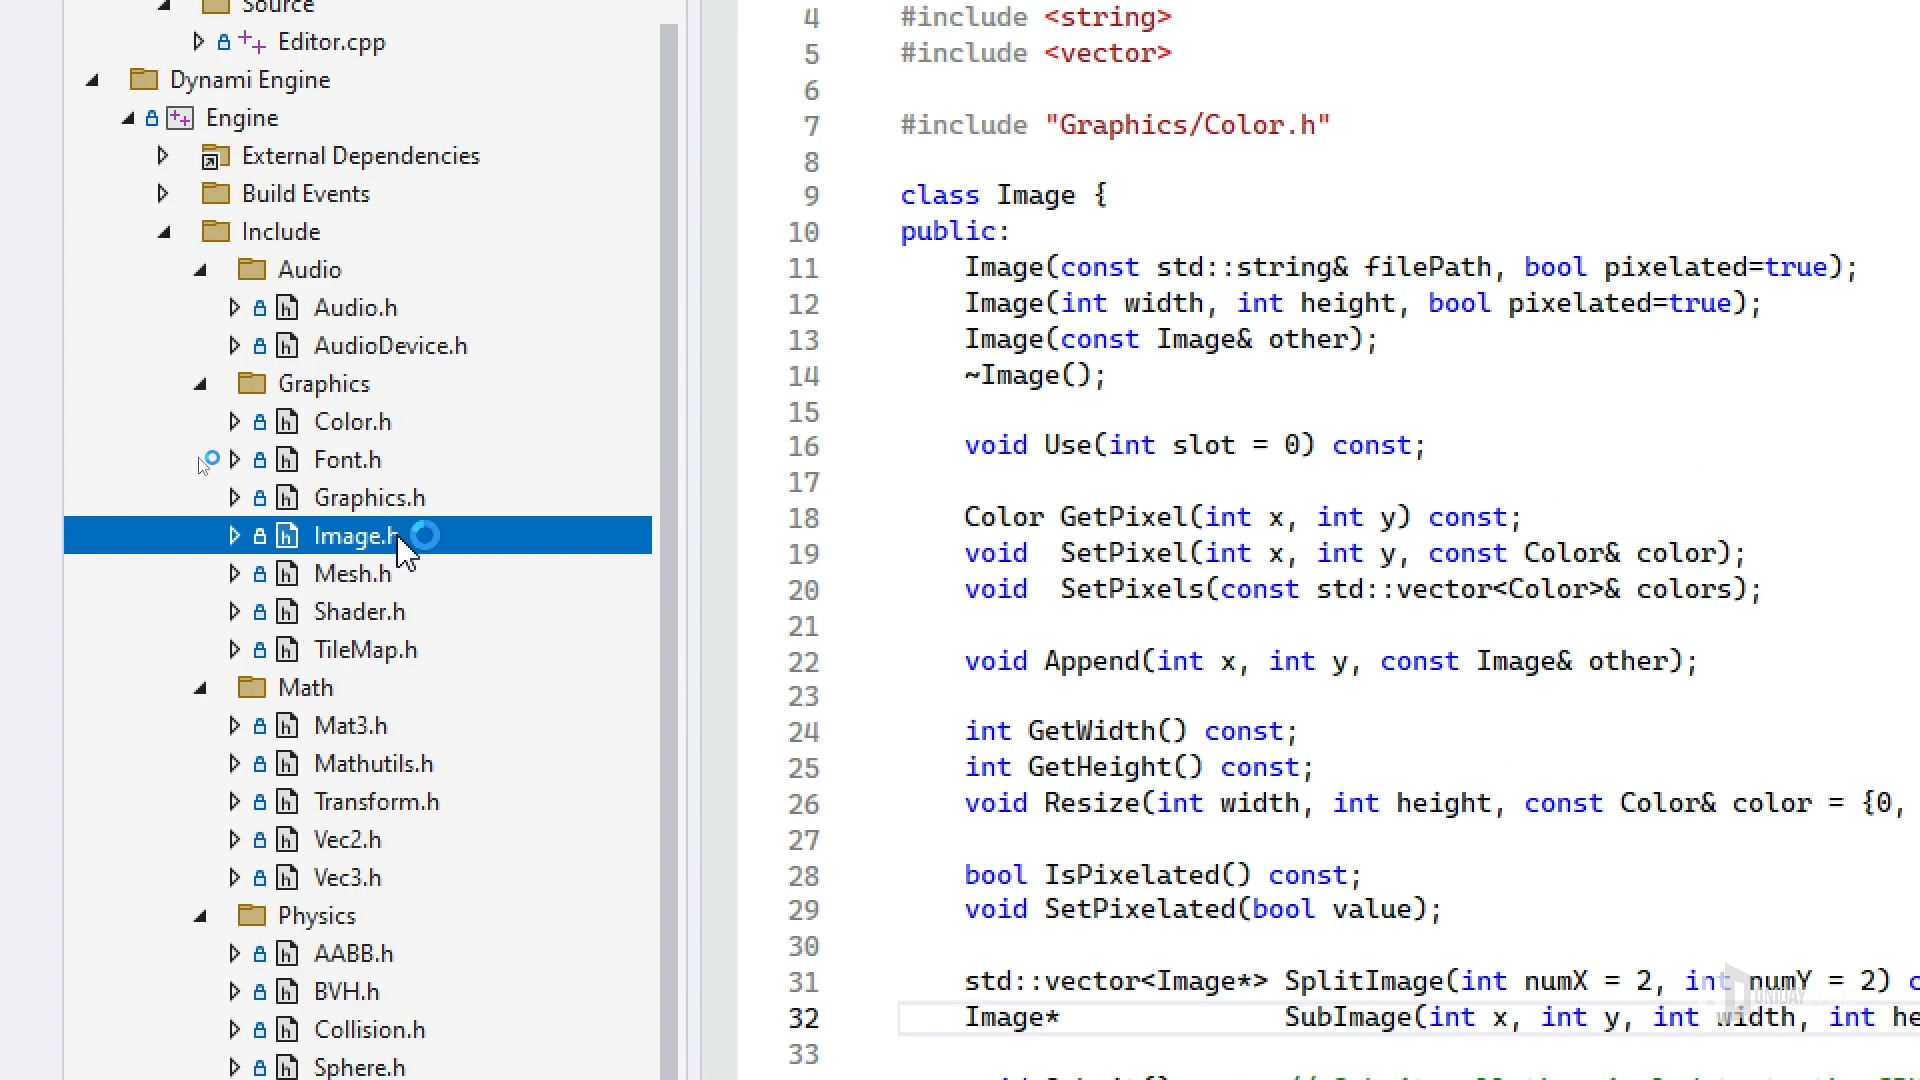 Source
Editor.cpp
Dynami Engine
Engine
External Dependencies
Build Events
Include
Audio
Audio.h
AudioDevice.h
Graphics
Color.h
Font.h
Graphics.h
Image.h
Mesh.h
Shader.h
TileMap.h
Math
Mat3.h
Mathutils.h
Transform.h
Vec2.h
Vec3.h
Physics
AABB.h
BVH.h
Collision.h
Sphere.h
4 #include <string>
5 #include <vector>
6
7 #include "Graphics/Color.h"
8
9 class Image {
10 public:
11 Image(const std::string& filePath, bool pixelated=true);
12 Image(int width, int height, bool pixelated=true);
13 Image(const Image& other);
14 ~Image();
15
16 void Use(int slot = 0) const;
17
18 Color GetPixel(int x, int y) const;
19 void SetPixel(int x, int y, const Color& color);
20 void SetPixels(const std::vector<Color>& colors);
21
22 void Append(int x, int y, const Image& other);
23
24 int GetWidth() const;
25 int GetHeight() const;
26 void Resize(int width, int height, const Color& color = {0,
27
28 bool IsPixelated() const;
29 void SetPixelated(bool value);
30
31 std::vector<Image*> SplitImage(int numX = 2, int numY = 2) c
32 Image* SubImage(int x, int y, int width, int he
33